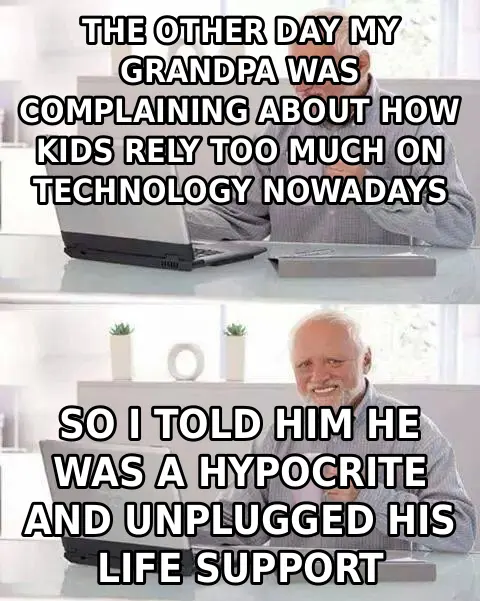 THE OTHER DAY MY
GRANDPA WAS
COMPLAINING ABOUT HOW
KIDS RELY TOO MUCH ON
TECHNOLOGY NOWADAYS
SO I TOLD HIM HE
WAS A HYPOCRITE
AND UNPLUGGED HIS
LIFE SUPPORT